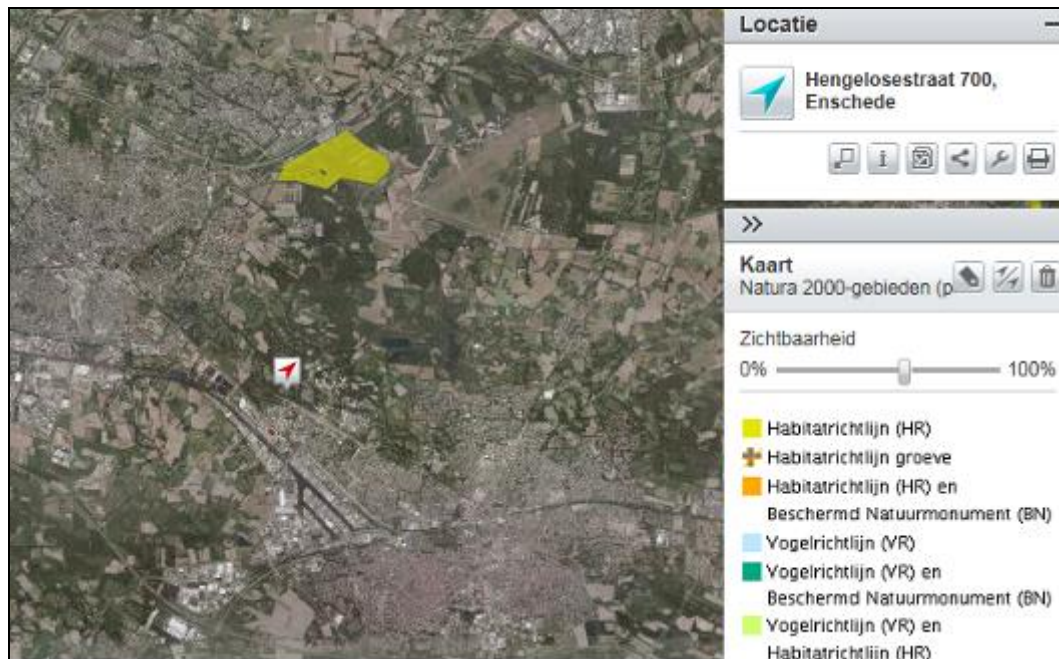 Locatie
Hengelosestraat 700,
Enschede
Kaart
Natura 2000-gebieden (p
Zichtbaarheid
0% 100%
Habitatrichtlijn (HR)
Habitatrichtlijn groeve
Habitatrichtlijn (HR) en
Beschermd Natuurmonument (BN)
Vogelrichtlijn (VR)
Vogelrichtlijn (VR) en
Beschermd Natuurmonument (BN)
Vogelrichtlijn (VR) en
Habitatrichtlijn (HR)